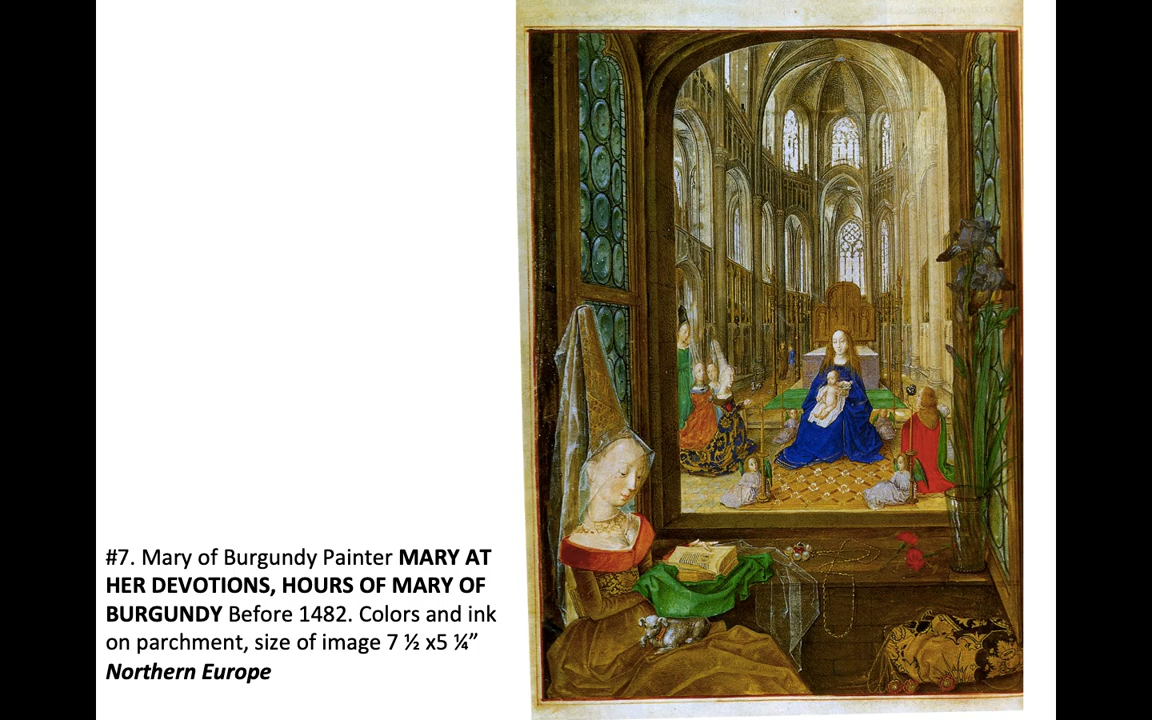 #7. Mary of Burgundy Painter MARY AT
HER DEVOTIONS, HOURS OF MARY OF
BURGUNDY Before 1482. Colors and ink
on parchment, size of image 7 ½ x5 ¼”
Northern Europe